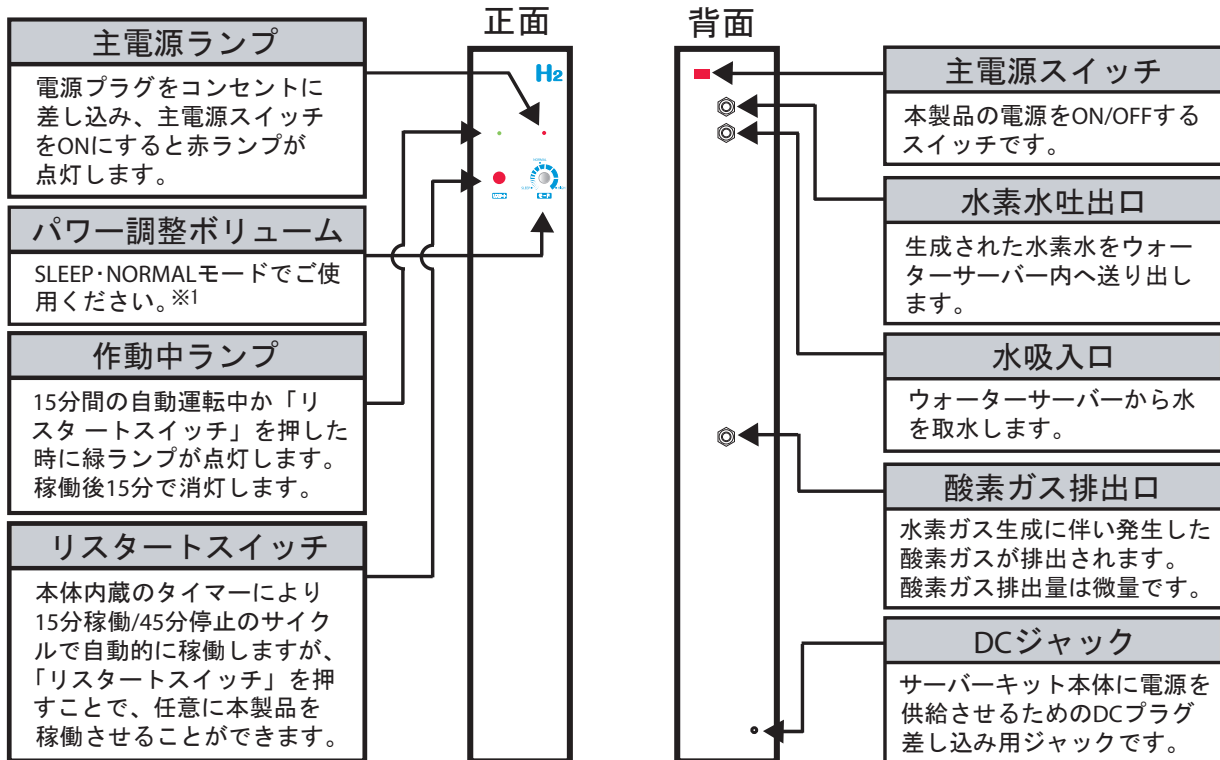 正面
背面
主電源ランプ
電源プラグをコンセントに
差し込み、主電源スイッチ
をONにすると赤ランプが
点灯します。
パワー調整ボリューム
SLEEP・NORMALモードでご使
用ください。※1
作動中ランプ
15分間の自動運転中か「リ
スタ ートスイッチ」を押した
時に緑ランプが点灯します。
稼働後15分で消灯します。
リスタートスイッチ
本体内蔵のタイマーにより
15分稼働/45分停止のサイク
ルで自動的に稼働しますが、
「リスタートスイッチ」を押
すことで、任意に本製品を
稼働させることができます。
H2
NORMAL
SLEEP
主電源スイッチ
本製品の電源をON/OFFする
スイッチです。
水素水吐出口
生成された水素水をウォー
ターサーバー内へ送り出し
ます。
水吸入口
ウォーターサーバーから水
を取水します。
酸素ガス排出口
水素ガス生成に伴い発生した
酸素ガスが排出されます。
酸素ガス排出量は微量です。
DCジャック
サーバーキット本体に電源を
供給させるためのDCプラグ
差し込み用ジャックです。